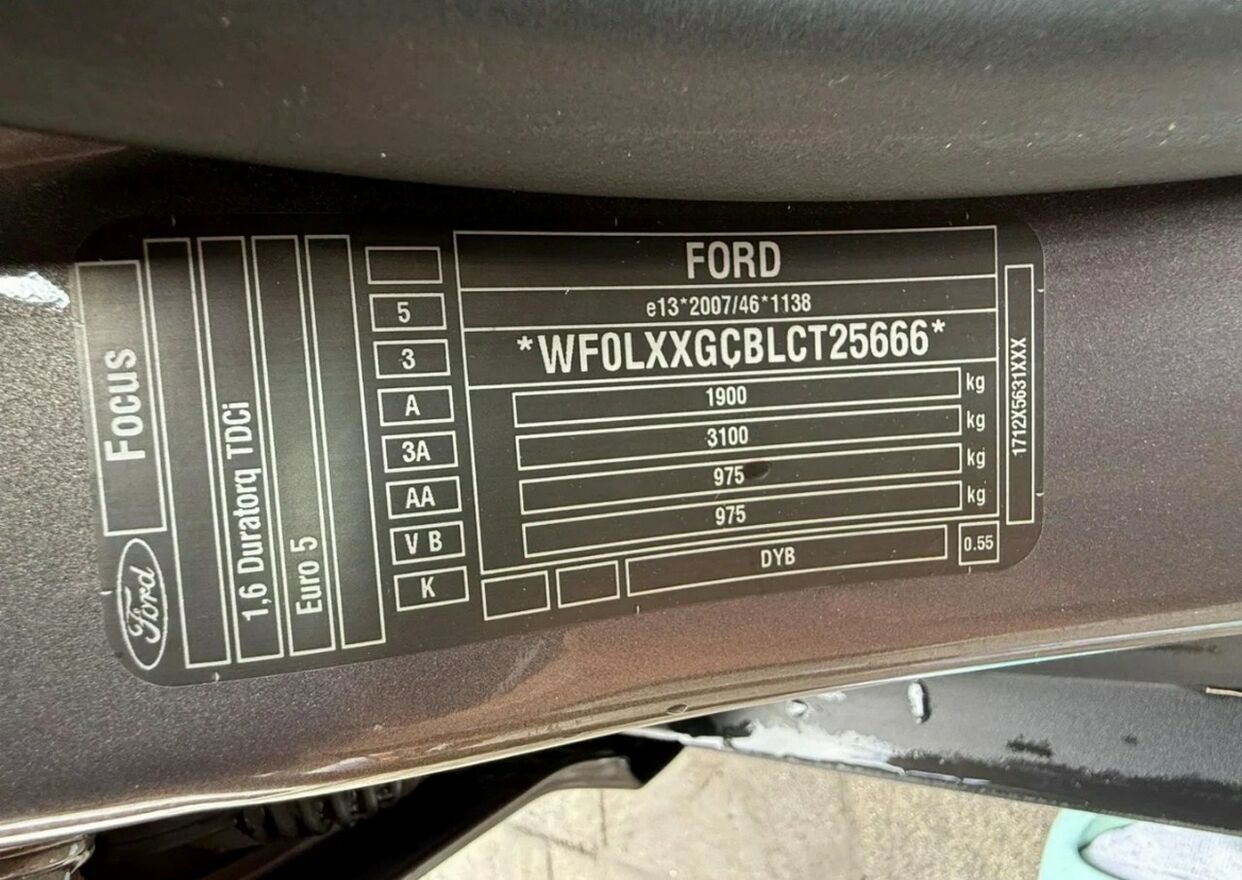 FORD
e13*2007/46*1138
*WF0LXXGCBLCT25666*
1900 kg
3100 kg
975 kg
975 kg
DYB
0.55
1712X5631XXX
5
3
A
3A
AA
V B
K
Focus
1,6 Duratorq TDCi
Euro 5
Ford